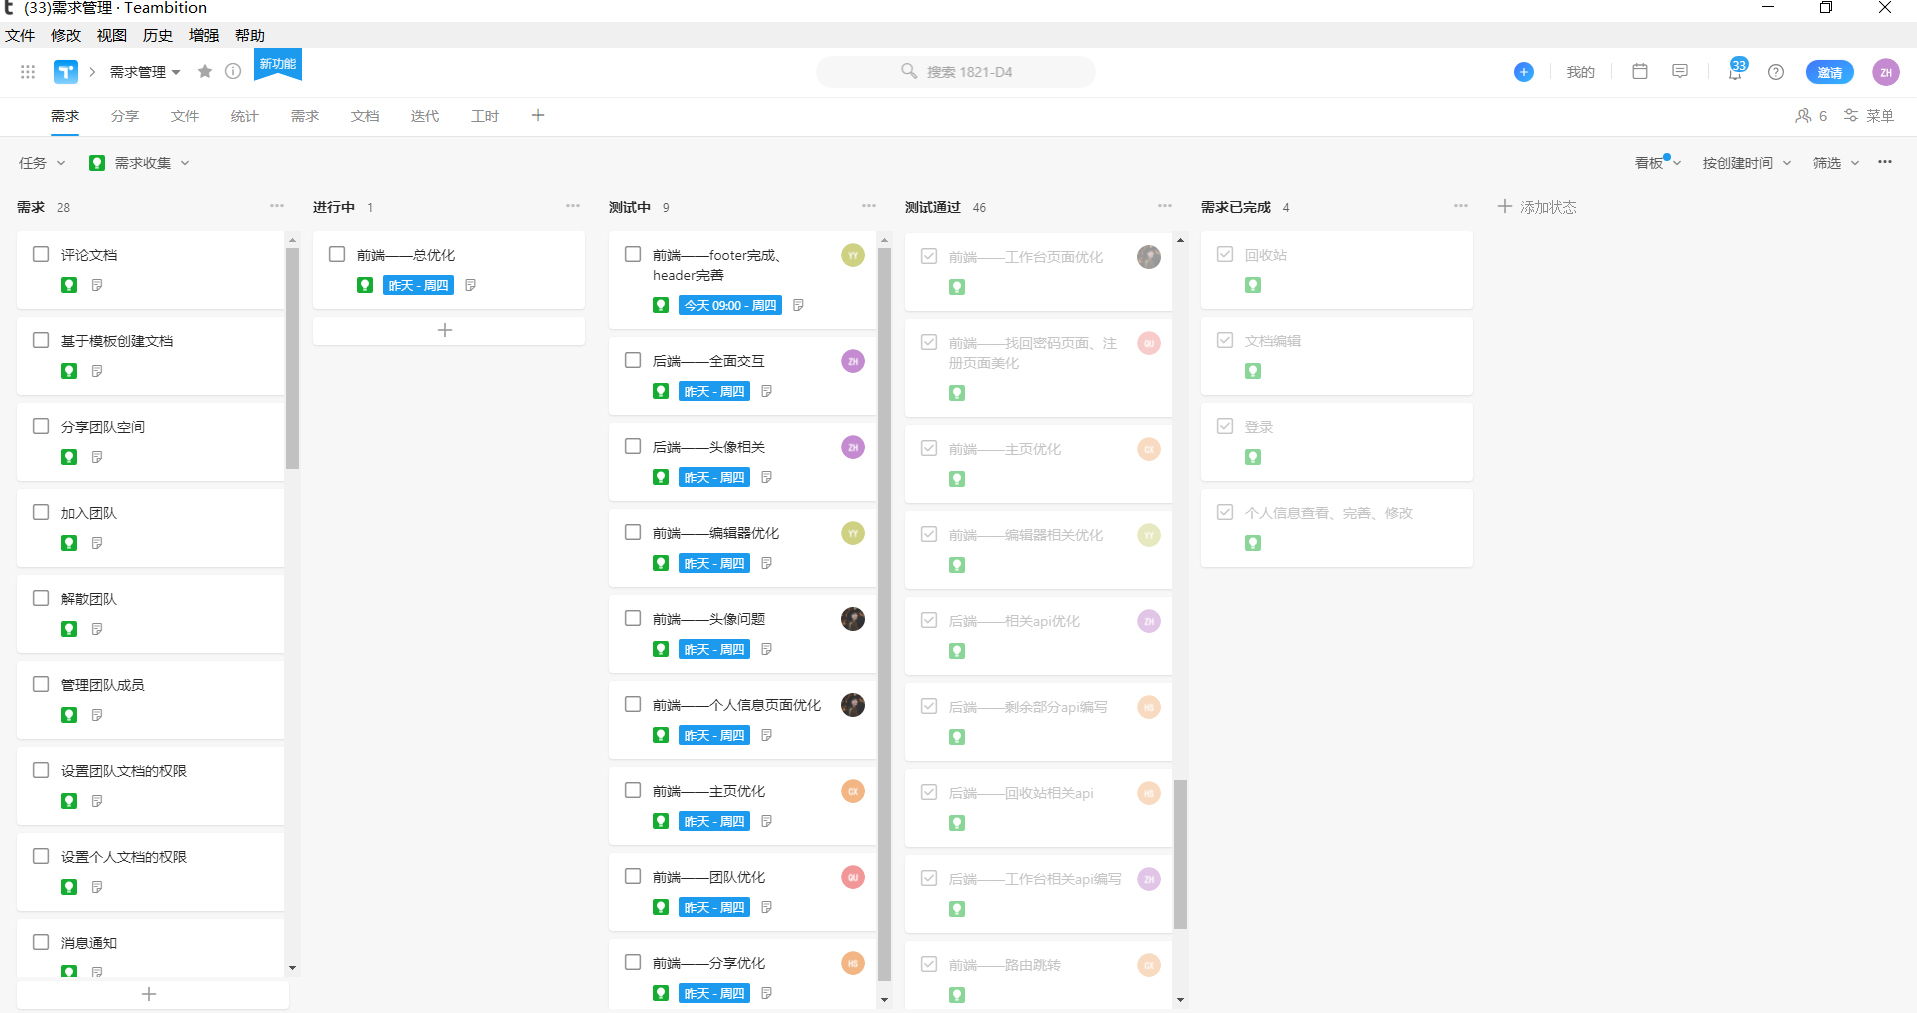 (33)需求管理 · Teambition
文件 修改 视图 历史 增强 帮助
需求管理
新功能
搜索 1821-D4
我的
33
邀请
ZH
需求 分享 文件 统计 需求 文档 迭代 工时
6 菜单
任务 需求收集
看板 按创建时间 筛选
需求 28
评论文档
基于模板创建文档
分享团队空间
加入团队
解散团队
管理团队成员
设置团队文档的权限
设置个人文档的权限
消息通知
进行中 1
前端——总优化
昨天 - 周四
测试中 9
前端——footer完成、
header完善
YY
今天 09:00 - 周四
后端——全面交互
ZH
昨天 - 周四
后端——头像相关
ZH
昨天 - 周四
前端——编辑器优化
YY
昨天 - 周四
前端——头像问题
昨天 - 周四
前端——个人信息页面优化
昨天 - 周四
前端——主页优化
CX
昨天 - 周四
前端——团队优化
QU
昨天 - 周四
前端——分享优化
HS
昨天 - 周四
测试通过 46
前端——工作台页面优化
前端——找回密码页面、注
册页面美化
QU
前端——主页优化
CX
前端——编辑器相关优化
YY
后端——相关api优化
ZH
后端——剩余部分api编写
HS
后端——回收站相关api
HS
后端——工作台相关api编写
ZH
前端——路由跳转
CX
需求已完成 4
回收站
文档编辑
登录
个人信息查看、完善、修改
添加状态